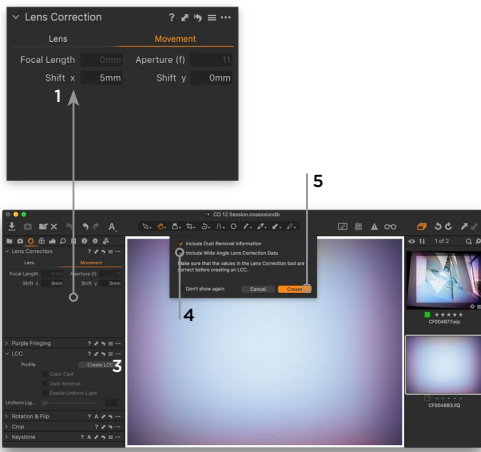 Lens Correction ? ...
Lens Movement
Focal Length 0mm Aperture (f) 11
Shift x 5mm Shift y 0mm
1
5
CO 12 Session.cosessiondb
A
1 of 2
Lens Correction ? ...
Lens Movement
Focal Length 0mm Aperture (f) 11
Shift x 0mm Shift y 0mm
Include Dust Removal Information
Include Wide Angle Lens Correction Data
Make sure that the values in the Lens Correction tool are
correct before creating an LCC.
Don't show again Cancel Create
4
CF004877.eip
Purple Fringing ? ...
LCC ? ...
3
Profile Create LCC
Color Cast
Dust Removal
Enable Uniform Light
Uniform Lig...
Rotation & Flip ? A ...
Crop ? ...
Keystone ? A ...
CF004883.IIQ